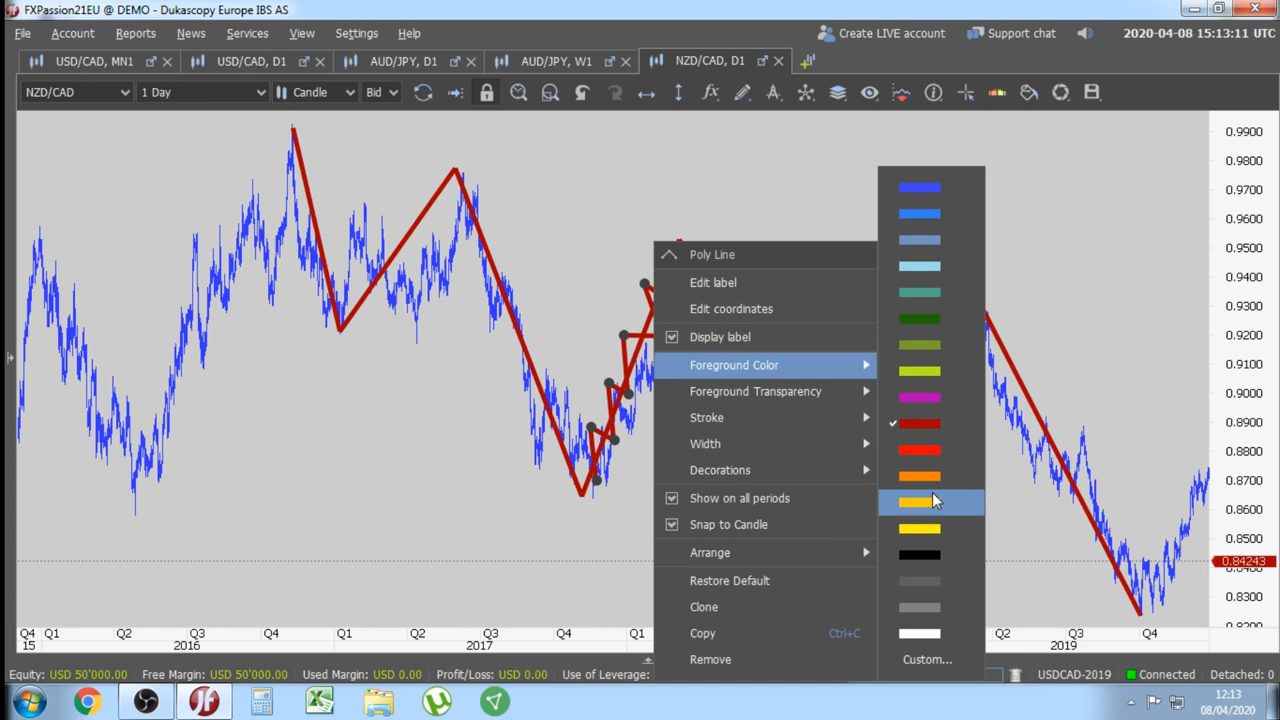 FXPassion21EU @ DEMO - Dukascopy Europe IBS AS
File Account Reports News Services View Settings Help Create LIVE account Support chat 2020-04-08 15:13:11 UTC
USD/CAD, MN1 USD/CAD, D1 AUD/JPY, D1 AUD/JPY, W1 NZD/CAD, D1
NZD/CAD 1 Day Candle Bid
0.9900
0.9800
0.9700
0.9600
0.9500
0.9400
0.9300
0.9200
0.9100
0.9000
0.8900
0.8800
0.8700
0.8600
0.8500
0.84243
0.8300
Poly Line
Edit label
Edit coordinates
Display label
Foreground Color
Foreground Transparency
Stroke
Width
Decorations
Show on all periods
Snap to Candle
Arrange
Restore Default
Clone
Copy Ctrl+C
Remove
Custom...
Q4 Q1 Q2 Q3 Q4 Q1 Q2 Q3 Q4 Q1 Q2 Q3 Q4
15 2016 2017 2019
Equity: USD 50'000.00 Free Margin: USD 50'000.00 Used Margin: USD 0.00 Profit/Loss: USD 0.00 Use of Leverage: USDCAD-2019 Connected Detached: 0
12:13
08/04/2020